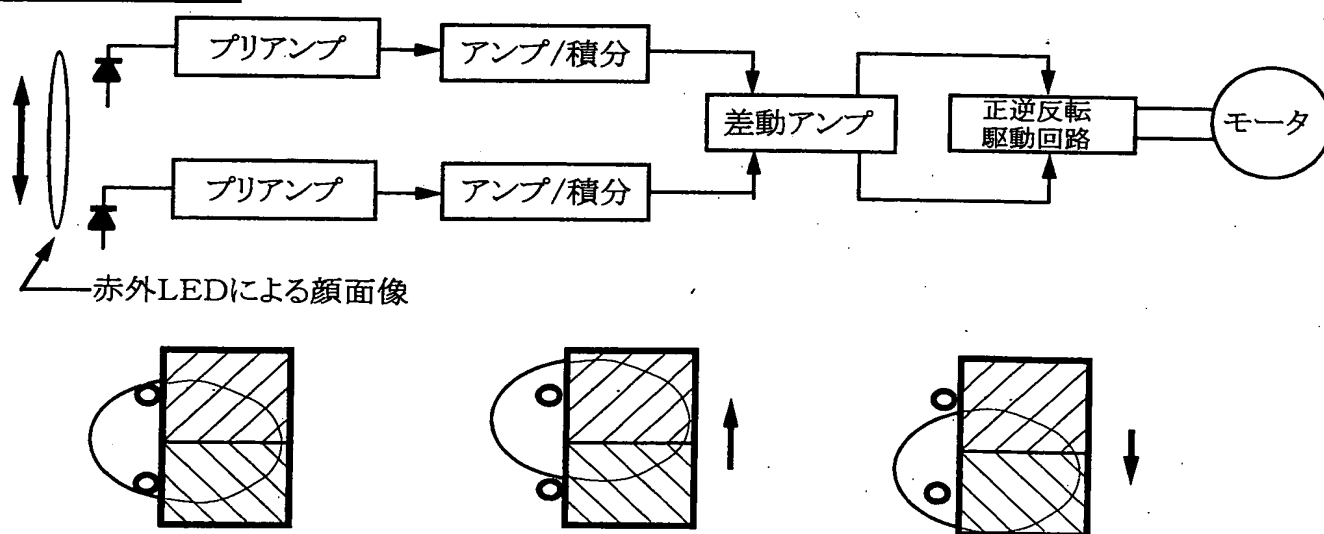 プリアンプ
アンプ/積分
差動アンプ
正逆反転
駆動回路
モータ
プリアンプ
アンプ/積分
赤外LEDによる顔面像